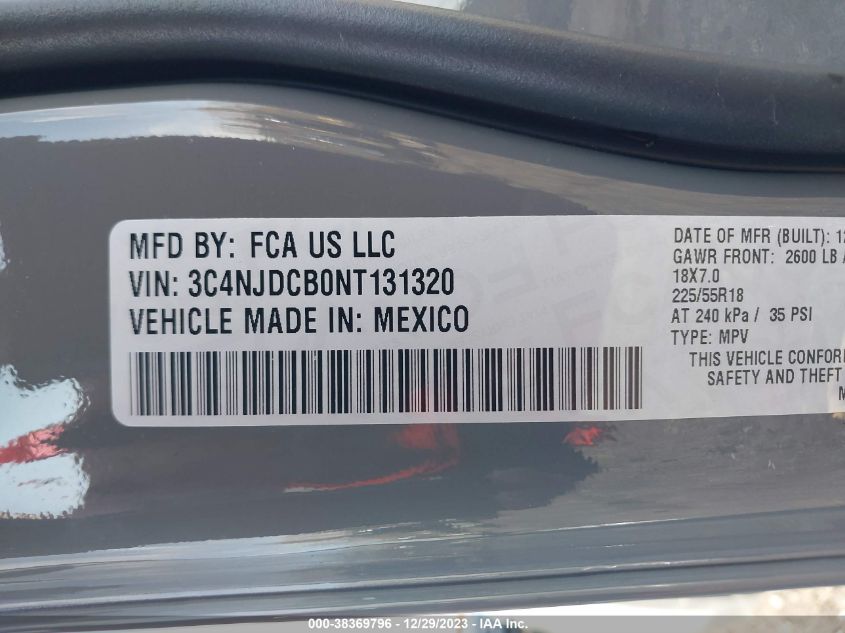 MFD BY: FCA US LLC
VIN: 3C4NJDCB0NT131320
VEHICLE MADE IN: MEXICO
DATE OF MFR (BUILT): 12
GAWR FRONT: 2600 LB
18X7.0
225/55R18
AT 240 kPa / 35 PSI
TYPE: MPV
THIS VEHICLE CONFOR
SAFETY AND THEFT
000-38369796 - 12/29/2023 - IAA Inc.